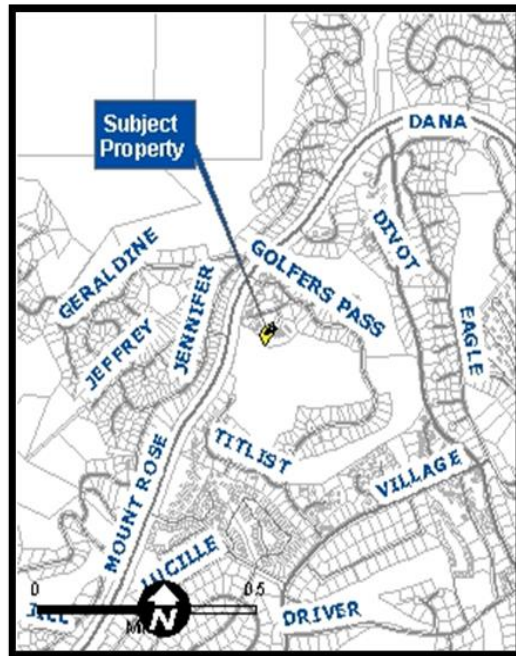 Subject
Property
DANA
DIVOT
GERALDINE
GOLFERS PASS
JENNIFER
JEFFREY
EAGLE
TITLIST
VILLAGE
MOUNT ROSE
LUCILLE
0
0.5
N
DRIVER